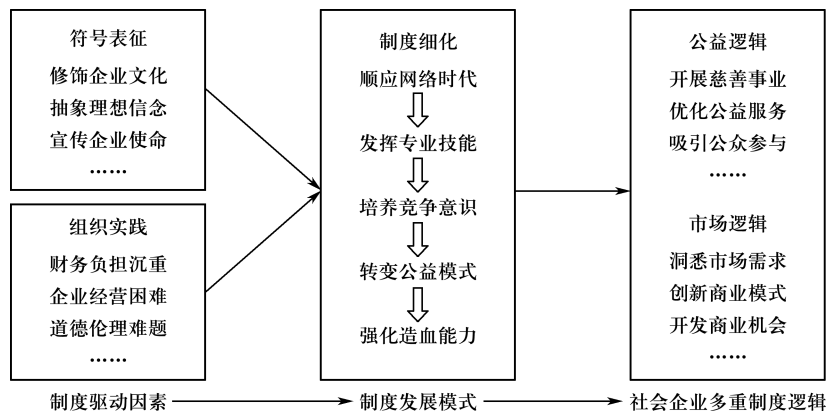 符号表征
修饰企业文化
抽象理想信念
宣传企业使命
……
组织实践
财务负担沉重
企业经营困难
道德伦理难题
……
制度细化
顺应网络时代
发挥专业技能
培养竞争意识
转变公益模式
强化造血能力
公益逻辑
开展慈善事业
优化公益服务
吸引公众参与
……
市场逻辑
洞悉市场需求
创新商业模式
开发商业机会
……
制度驱动因素
制度发展模式
社会企业多重制度逻辑